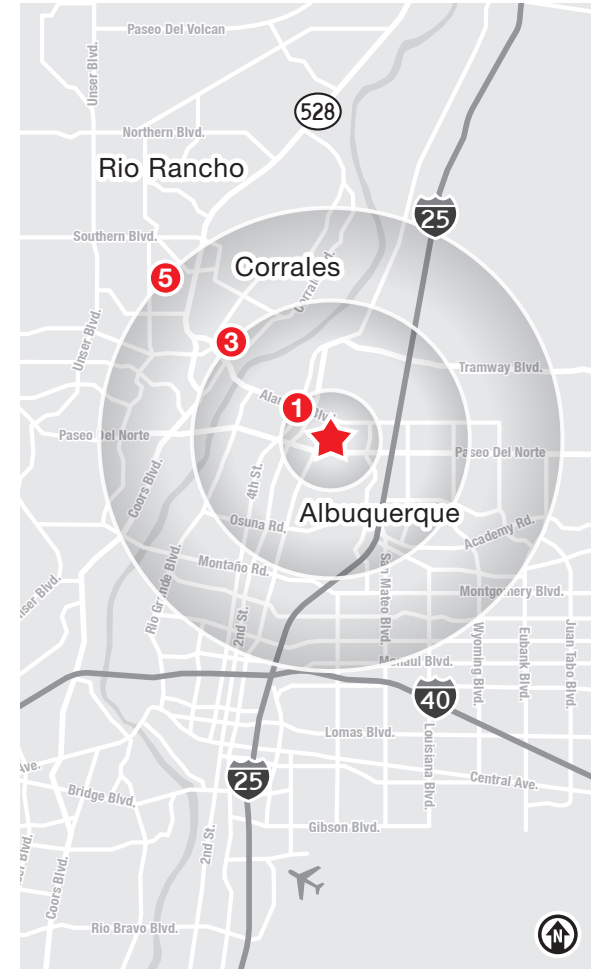 Paseo Del Volcan
Unser Blvd.
528
Northern Blvd.
Rio Rancho
25
Southern Blvd.
Corrales
5
3
Unser Blvd.
Tramway Blvd.
1
Paseo Del Norte
Paseo Del Norte
Coors Blvd.
4th St.
Albuquerque
Osuna Rd.
Academy Rd.
Montaño Rd.
San Mateo Blvd.
Montgomery Blvd.
Rio Grande Blvd.
2nd St.
Wyoming Blvd.
Eubank Blvd.
Juan Tabo Blvd.
Menaul Blvd.
40
Lomas Blvd.
Louisiana Blvd.
25
Central Ave.
Bridge Blvd.
Gibson Blvd.
2nd St.
Coors Blvd.
Rio Bravo Blvd.
N